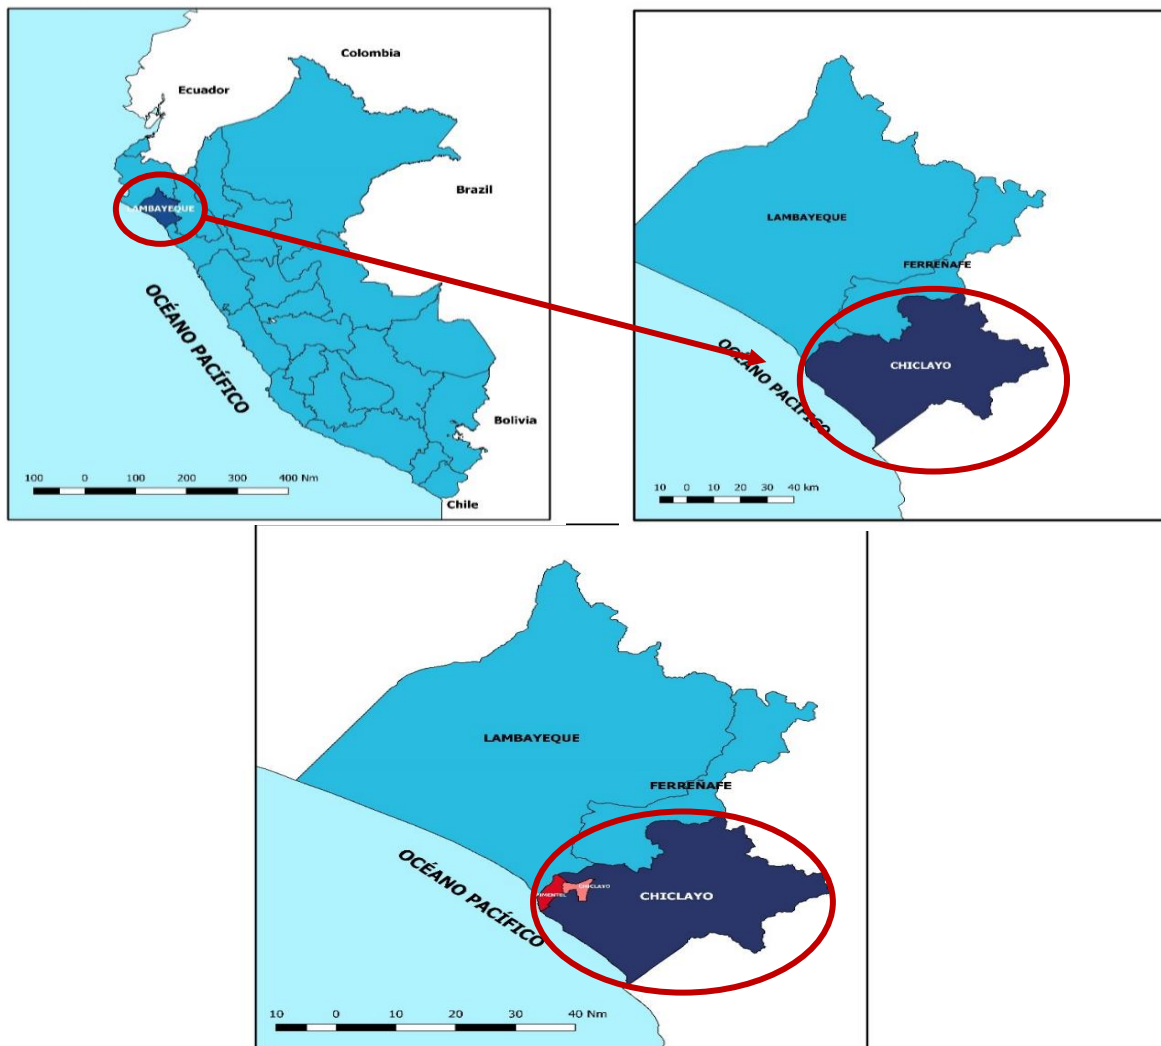 Colombia
Ecuador
Brazil
LAMBAYEQUE
OCÉANO PACÍFICO
Bolivia
100 0 100 200 300 400 Nm
Chile
LAMBAYEQUE
FERREÑAFE
CHICLAYO
OCÉANO PACÍFICO
10 0 10 20 30 40 km
LAMBAYEQUE
FERREÑAFE
PIMENTEL
CHICLAYO
CHICLAYO
OCÉANO PACÍFICO
10 0 10 20 30 40 Nm